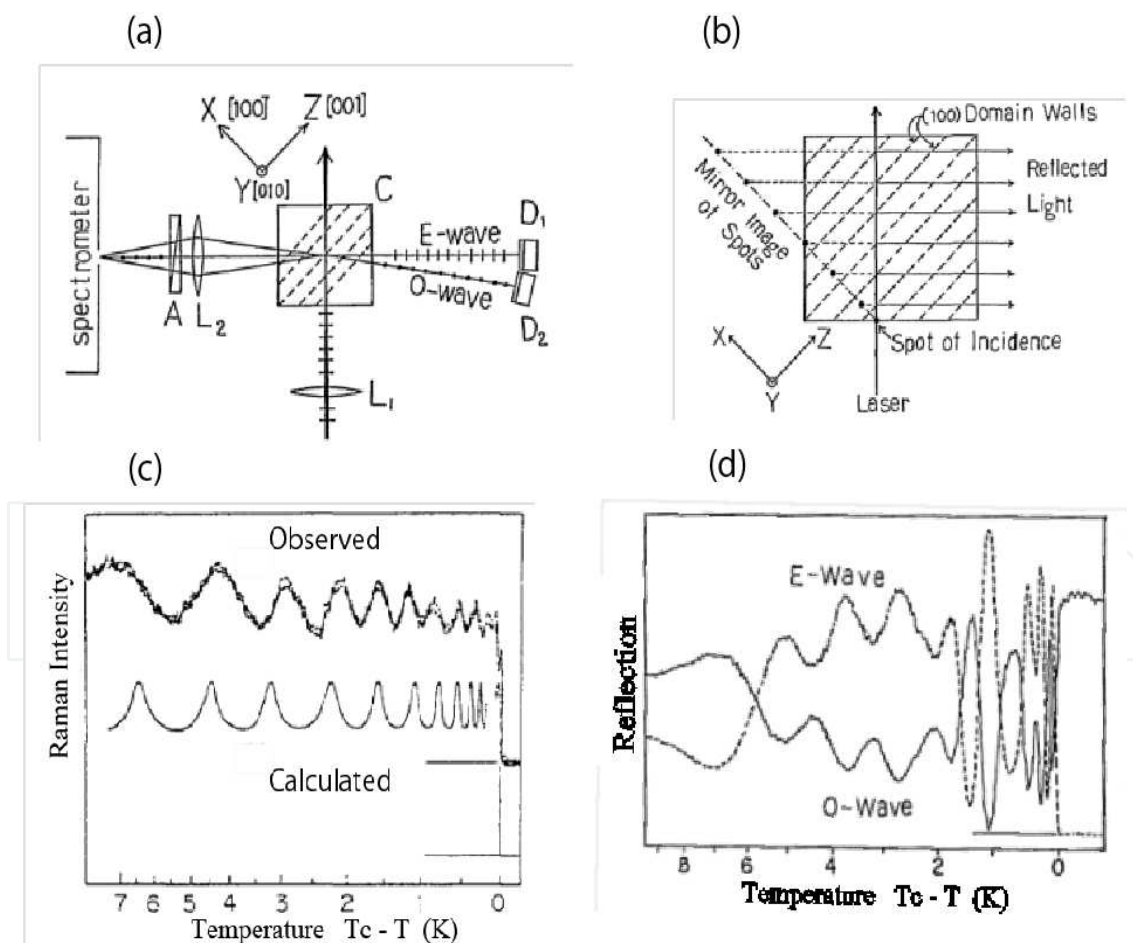 (a)
X [100]
Z [001]
Y[010]
C
D1
E-wave
O-wave
D2
A
L2
L1
spectrometer
(b)
(100) Domain Walls
Reflected
Light
Mirror Image
of Spots
Spot of Incidence
X
Z
Y
Laser
(c)
Observed
Raman Intensity
Calculated
7 6 5 4 3 2 1 0
Temperature Tc - T (K)
(d)
E-Wave
Reflection
O-Wave
8 6 4 2 1 0
Temperature Tc - T (K)